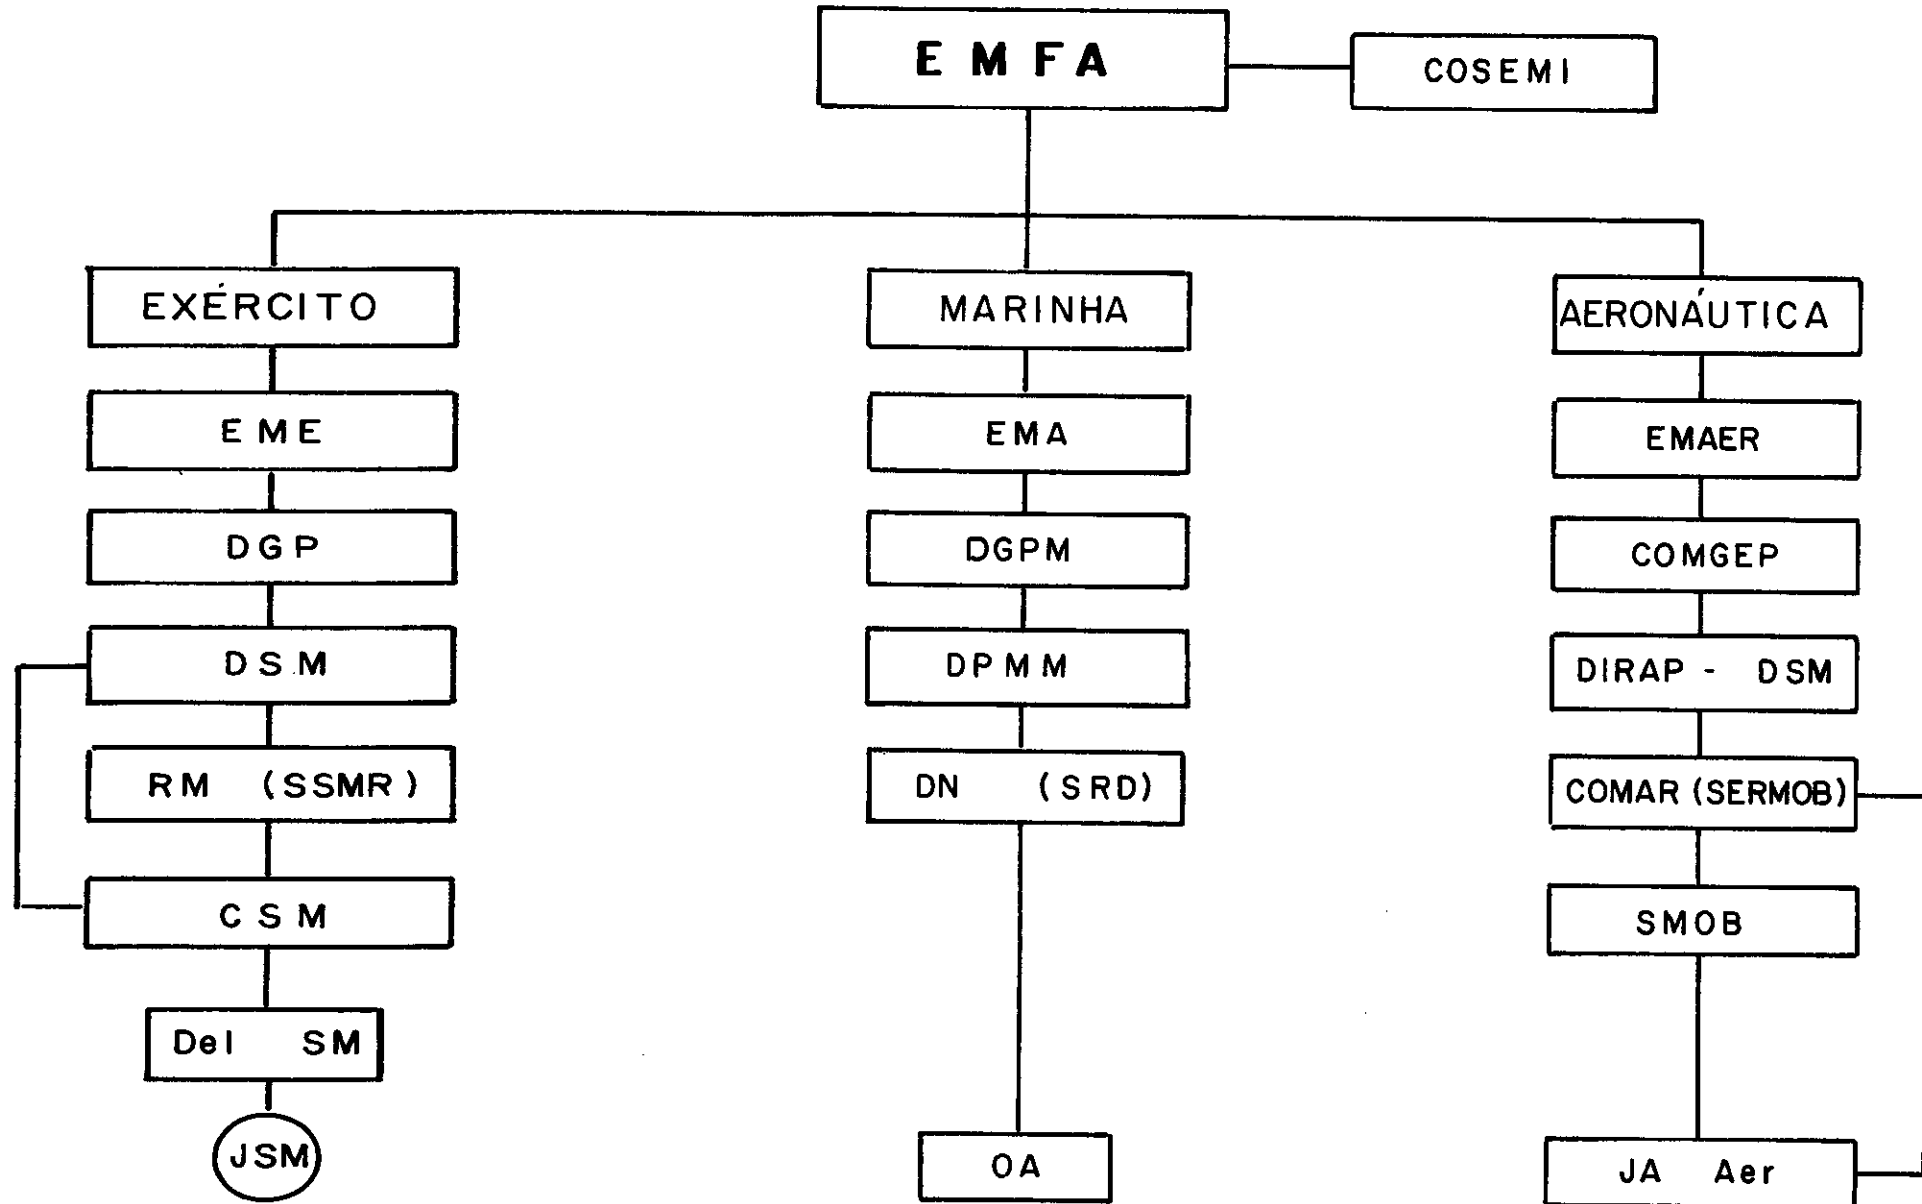 EMFA
COSEMI
EXÉRCITO
MARINHA
AERONÁUTICA
EME
EMA
EMAER
DGP
DGPM
COMGEP
DSM
DPMM
DIRAP - DSM
RM (SSMR)
DN (SRD)
COMAR (SERMOB)
CSM
SMOB
Del SM
JSM
OA
JA Aer